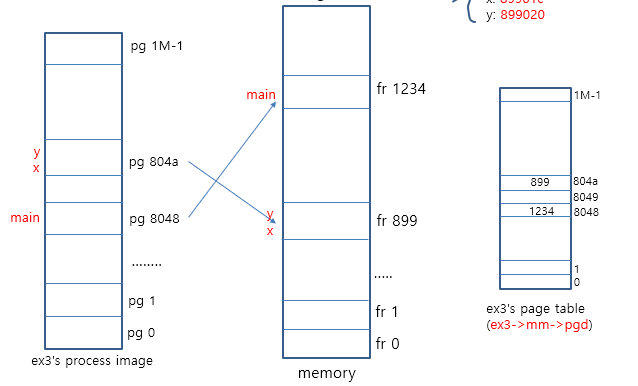 y: 899020
pg 1M-1
main
fr 1234
1M-1
y
x
pg 804a
899
804a
8049
1234
8048
main
pg 8048
y
x
fr 899
........
.....
pg 1
fr 1
1
0
pg 0
fr 0
ex3's page table
(ex3->mm->pgd)
ex3's process image
memory